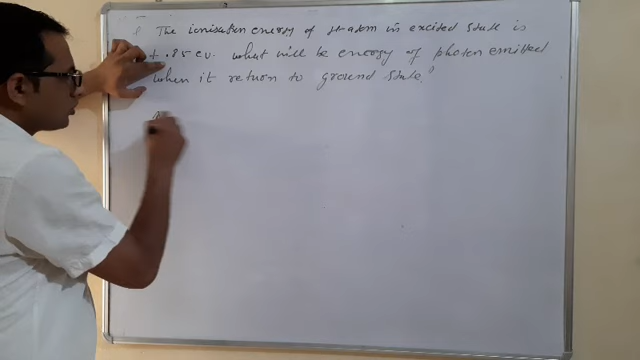 The ionisation energy of H-atom in excited state is
+ .85 ev. what will be energy of photon emitted
when it return to ground state?